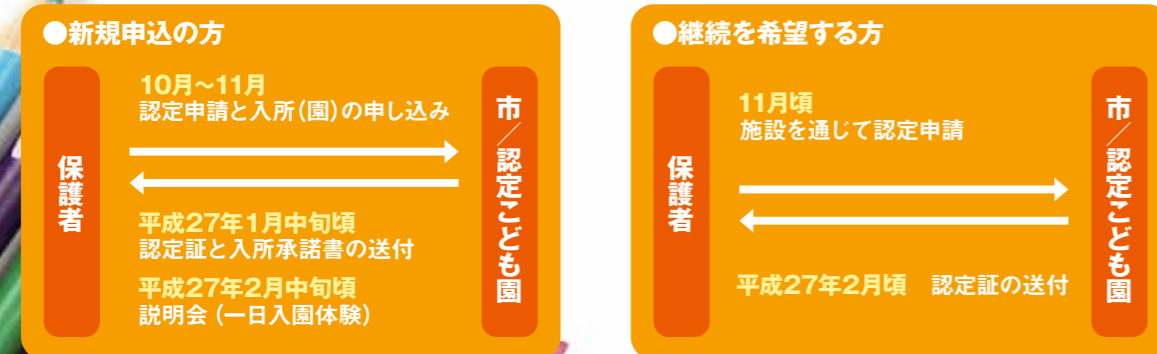 ●新規申込の方
保護者
10月～11月
認定申請と入所（園）の申し込み
平成27年1月中旬頃
認定証と入所承諾書の送付
平成27年2月中旬頃
説明会（一日入園体験）
市／認定こども園
●継続を希望する方
保護者
11月頃
施設を通じて認定申請
平成27年2月頃　認定証の送付
市／認定こども園